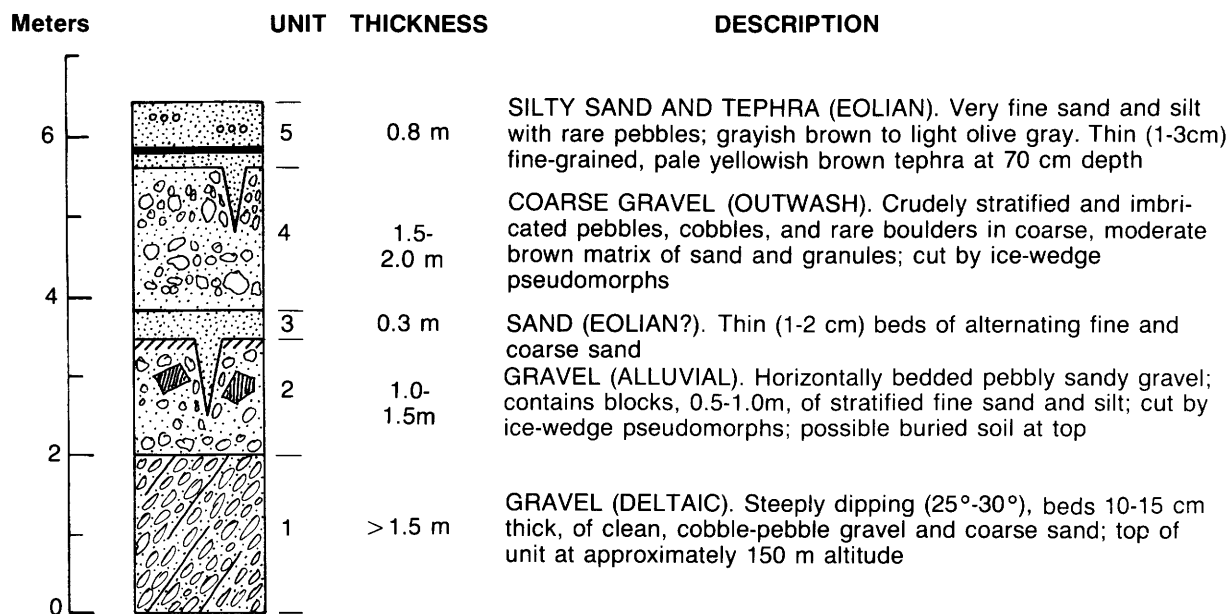 Meters UNIT THICKNESS DESCRIPTION
6
4
2
0
5 0.8 m
SILTY SAND AND TEPHRA (EOLIAN). Very fine sand and silt
with rare pebbles; grayish brown to light olive gray. Thin (1-3cm)
fine-grained, pale yellowish brown tephra at 70 cm depth
4 1.5-
2.0 m
COARSE GRAVEL (OUTWASH). Crudely stratified and imbri-
cated pebbles, cobbles, and rare boulders in coarse, moderate
brown matrix of sand and granules; cut by ice-wedge
pseudomorphs
3 0.3 m
SAND (EOLIAN?). Thin (1-2 cm) beds of alternating fine and
coarse sand
2 1.0-
1.5m
GRAVEL (ALLUVIAL). Horizontally bedded pebbly sandy gravel;
contains blocks, 0.5-1.0m, of stratified fine sand and silt; cut by
ice-wedge pseudomorphs; possible buried soil at top
1 >1.5 m
GRAVEL (DELTAIC). Steeply dipping (25°-30°), beds 10-15 cm
thick, of clean, cobble-pebble gravel and coarse sand; top of
unit at approximately 150 m altitude